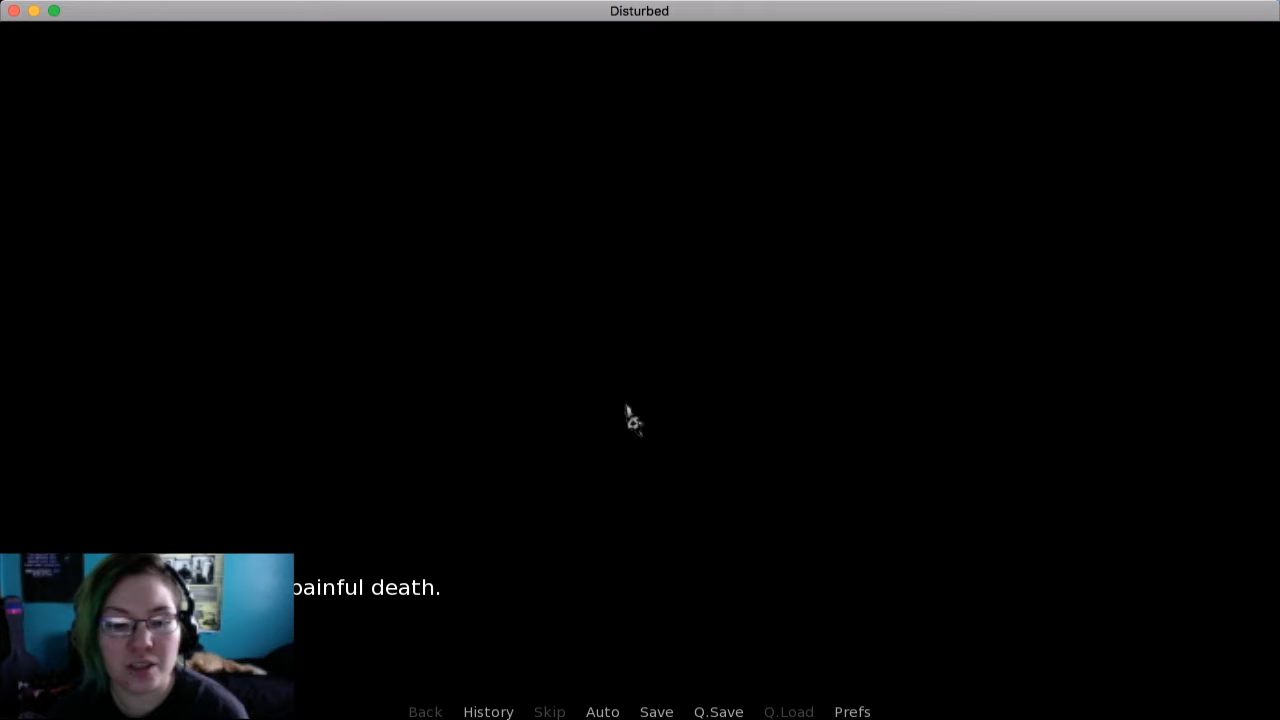 Disturbed
painful death.
Back History Skip Auto Save Q.Save Q.Load Prefs